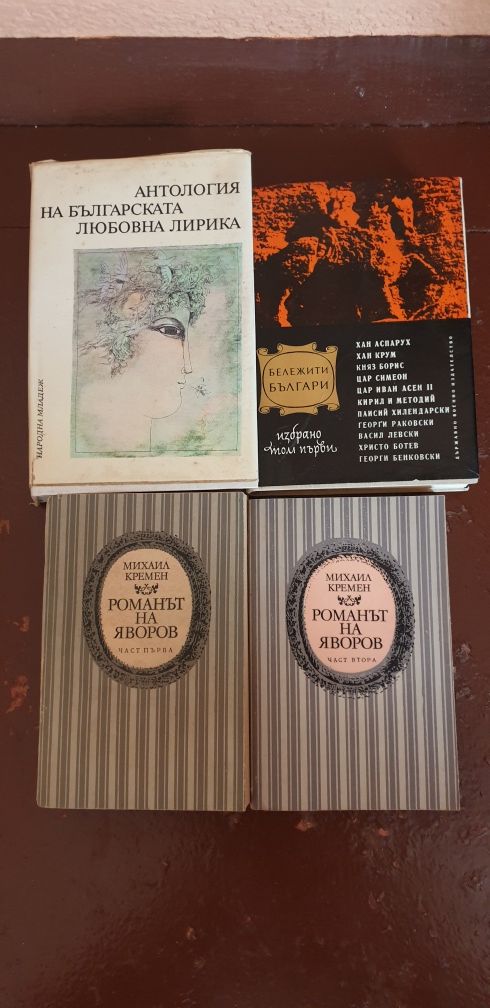 АНТОЛОГИЯ
НА БЪЛГАРСКАТА
ЛЮБОВНА ЛИРИКА
НАРОДНА МЛАДЕЖ
БЕЛЕЖИТИ
БЪЛГАРИ
избрано
том първи
ХАН АСПАРУХ
ХАН КРУМ
КНЯЗ БОРИС
ЦАР СИМЕОН
ЦАР ИВАН АСЕН II
КИРИЛ И МЕТОДИЙ
ПАИСИЙ ХИЛЕНДАРСКИ
ГЕОРГИ РАКОВСКИ
ВАСИЛ ЛЕВСКИ
ХРИСТО БОТЕВ
ГЕОРГИ БЕНКОВСКИ
ДЪРЖАВНО ВОЕННО ИЗДАТЕЛСТВО
МИХАИЛ
КРЕМЕН
РОМАНЪТ
НА
ЯВОРОВ
ЧАСТ ПЪРВА
МИХАИЛ
КРЕМЕН
РОМАНЪТ
НА
ЯВОРОВ
ЧАСТ ВТОРА